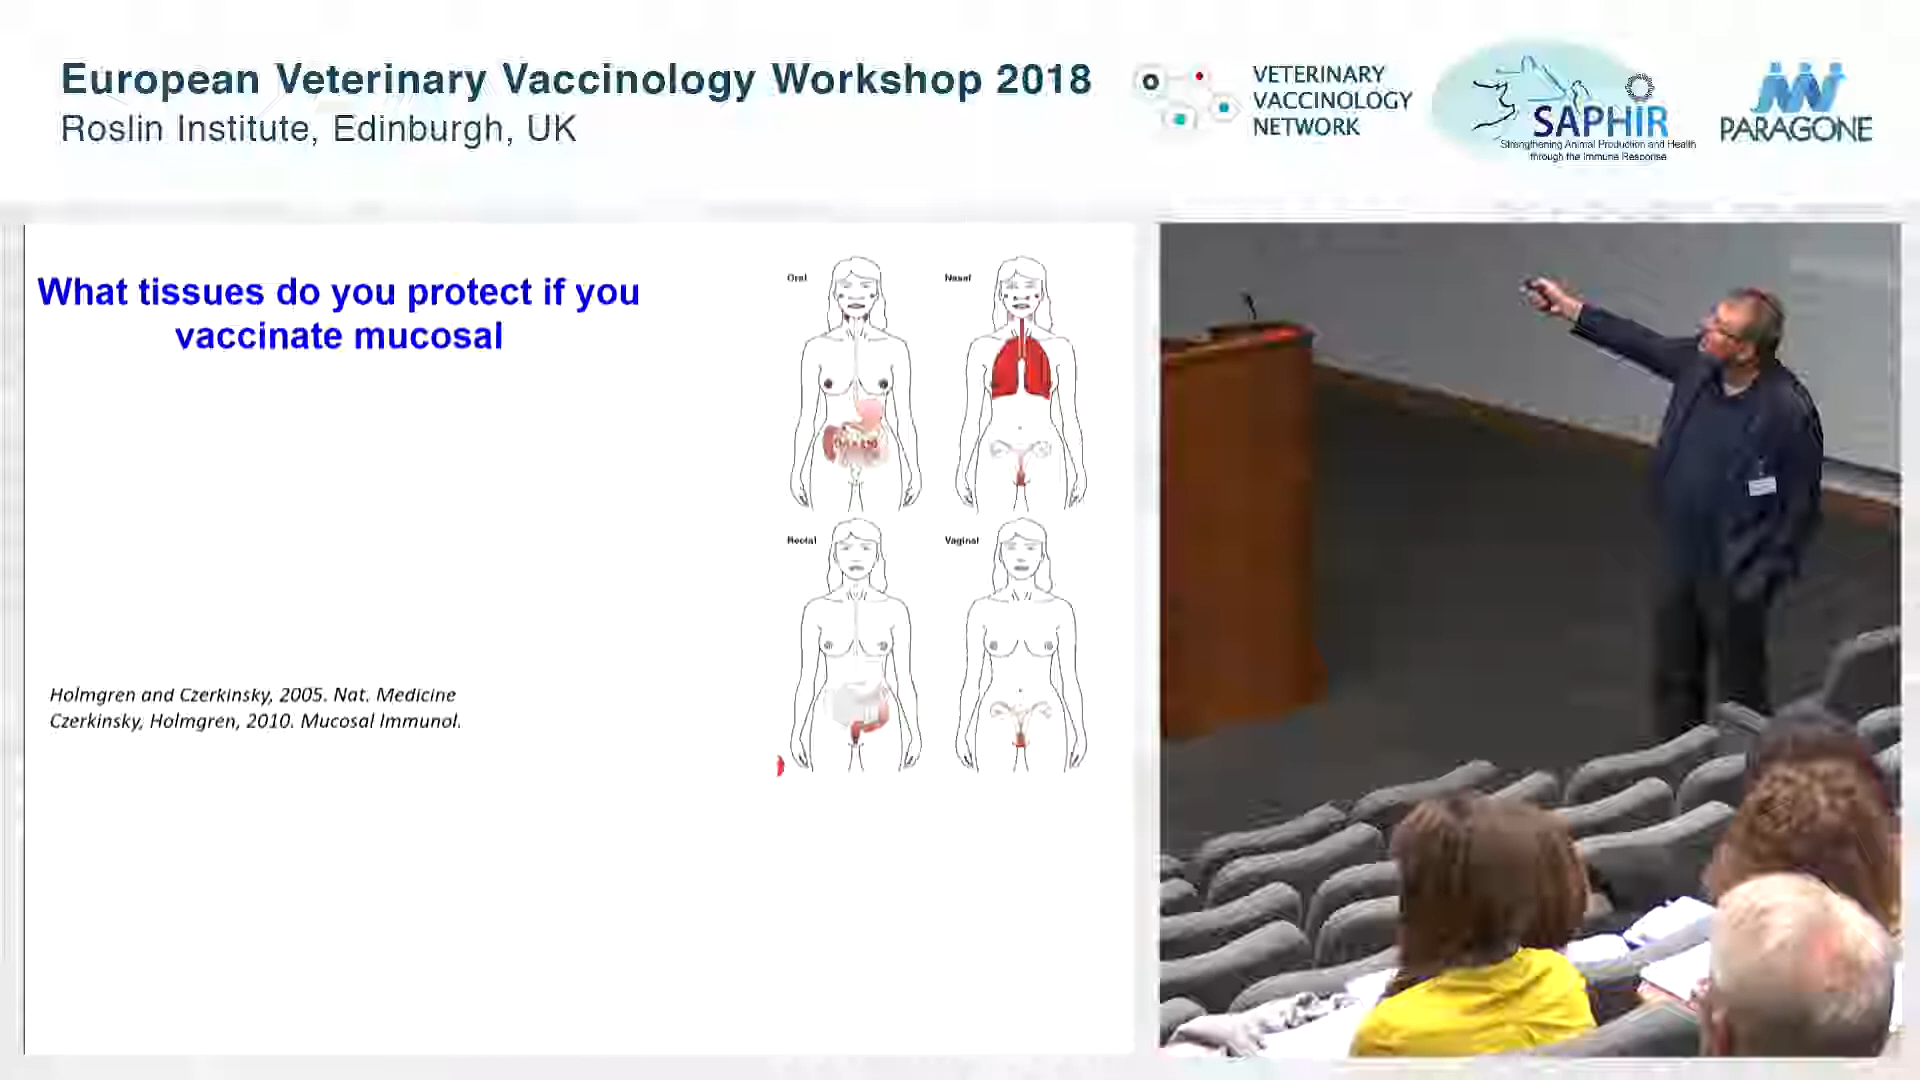 European Veterinary Vaccinology Workshop 2018
Roslin Institute, Edinburgh, UK
VETERINARY
VACCINOLOGY
NETWORK
SAPHIR
Strengthening Animal Production and Health
through the Immune Response
PARAGONE
What tissues do you protect if you
vaccinate mucosal
Oral
Nasal
Rectal
Vaginal
Holmgren and Czerkinsky, 2005. Nat. Medicine
Czerkinsky, Holmgren, 2010. Mucosal Immunol.